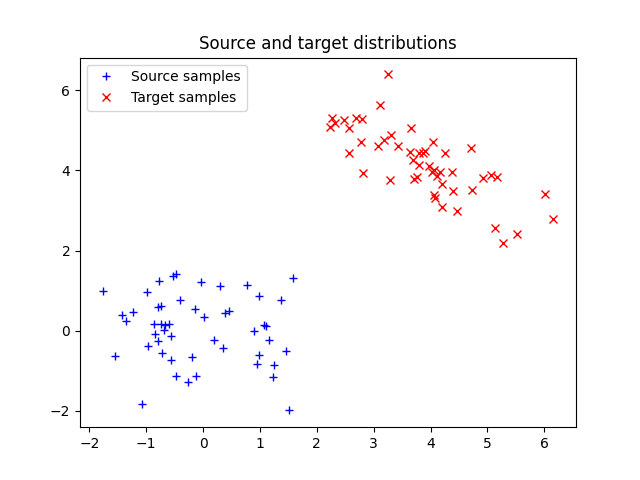 Source and target distributions
Source samples
Target samples
6
4
2
0
−2
−2 −1 0 1 2 3 4 5 6